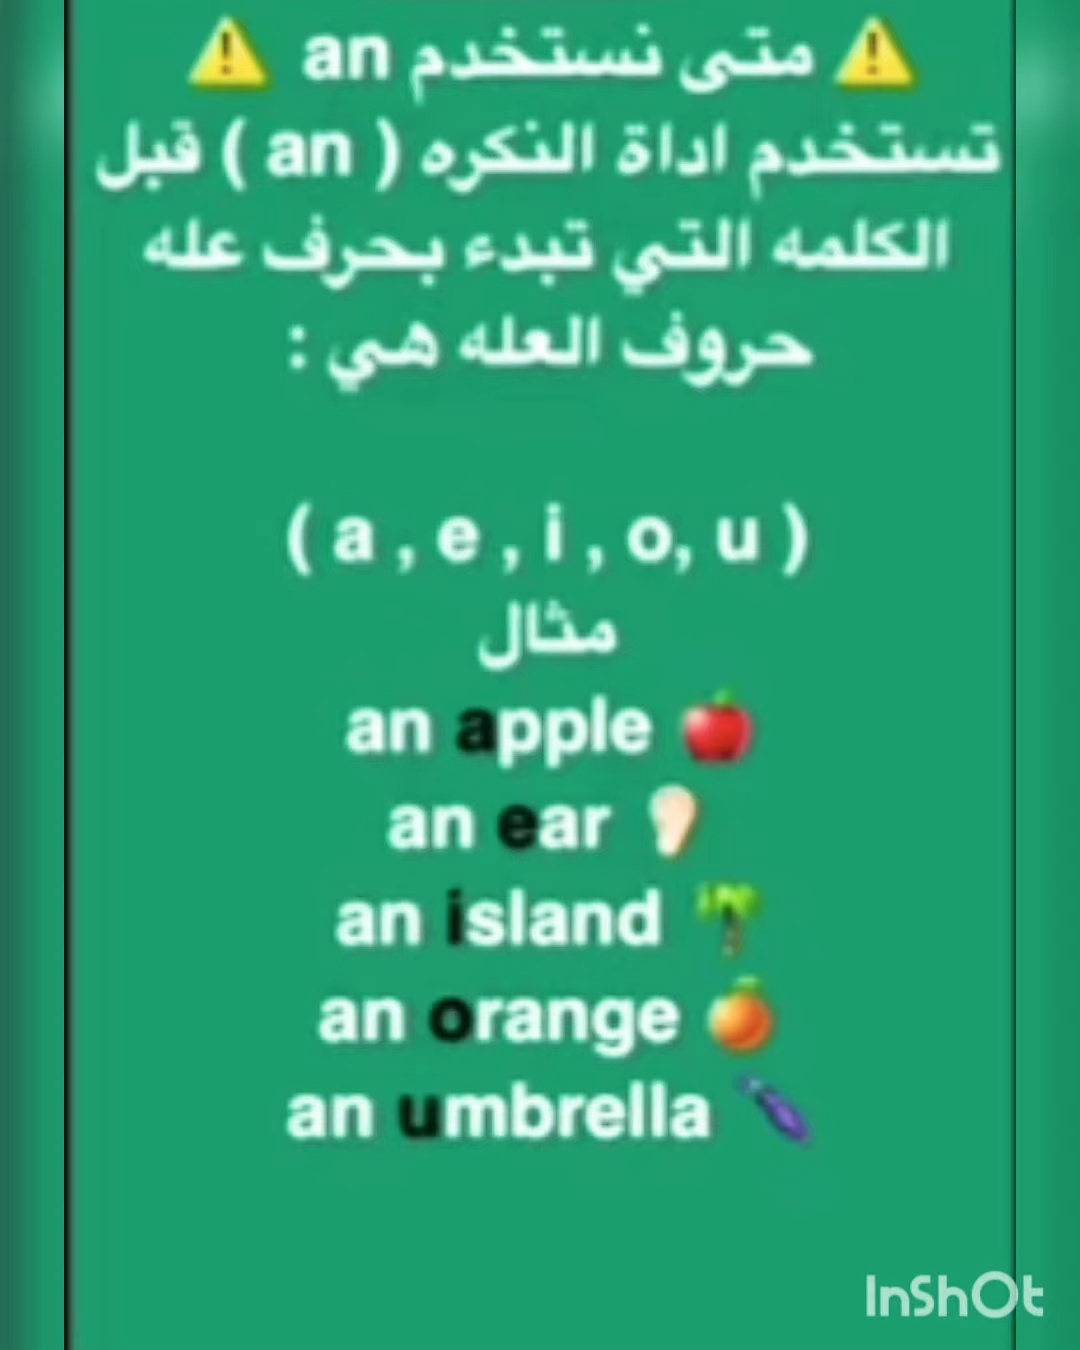 ⚠️ متى نستخدم an ⚠️
تستخدم اداة النكره ( an ) قبل
الكلمه التي تبدء بحرف عله
حروف العله هي :
( a , e , i , o, u )
مثال
an apple 🍎
an ear 👂🏻
an island 🌴
an orange 🍊
an umbrella 🌂
InShOt